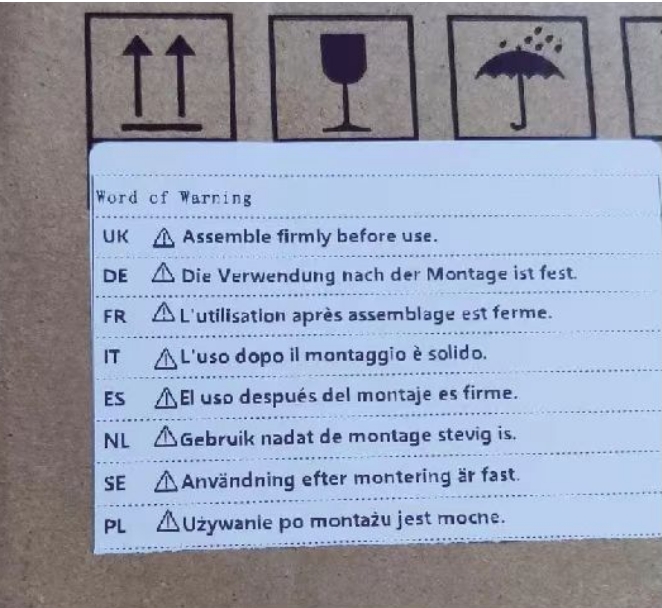 Word of Warning
UK ⚠ Assemble firmly before use.
DE ⚠ Die Verwendung nach der Montage ist fest.
FR ⚠ L'utilisation après assemblage est ferme.
IT ⚠ L'uso dopo il montaggio è solido.
ES ⚠ El uso después del montaje es firme.
NL ⚠ Gebruik nadat de montage stevig is.
SE ⚠ Användning efter montering är fast.
PL ⚠ Używanie po montażu jest mocne.